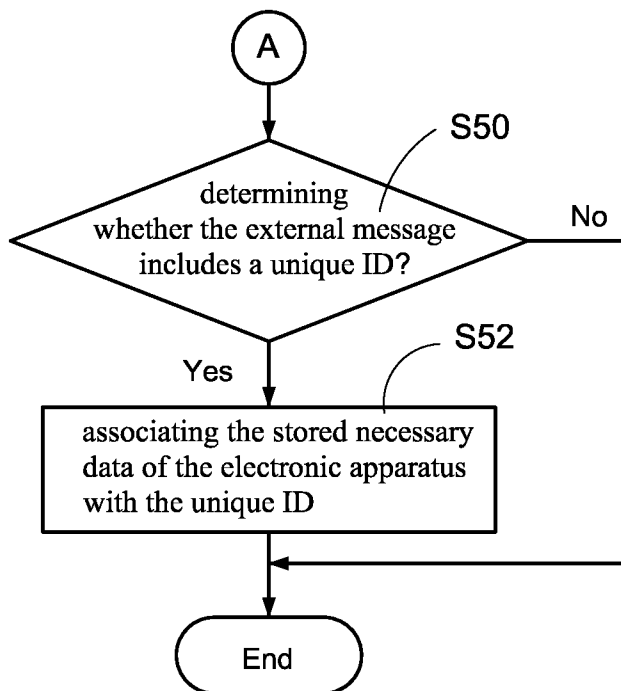 A
S50
determining
whether the external message
includes a unique ID?
No
Yes
S52
associating the stored necessary
data of the electronic apparatus
with the unique ID
End